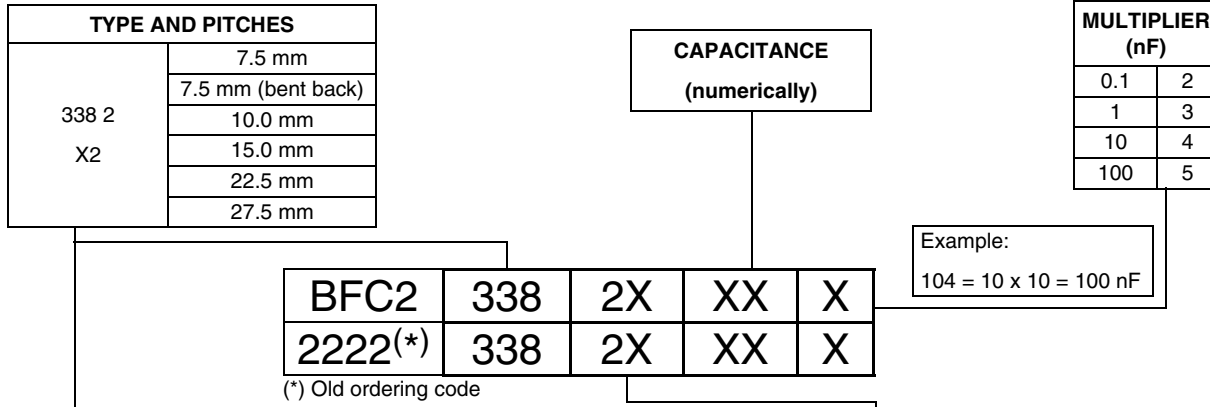 TYPE AND PITCHES
338 2
X2
7.5 mm
7.5 mm (bent back)
10.0 mm
15.0 mm
22.5 mm
27.5 mm
CAPACITANCE
(numerically)
MULTIPLIER
(nF)
0.1 2
1 3
10 4
100 5
Example:
104 = 10 x 10 = 100 nF
BFC2 338 2X XX X
2222(*) 338 2X XX X
(*) Old ordering code